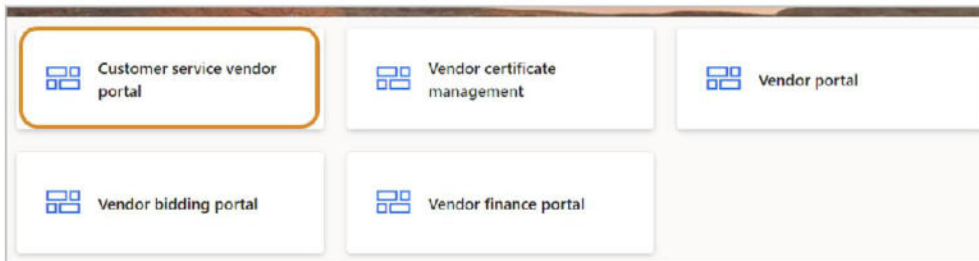 Customer service vendor
portal
Vendor certificate
management
Vendor portal
Vendor bidding portal
Vendor finance portal